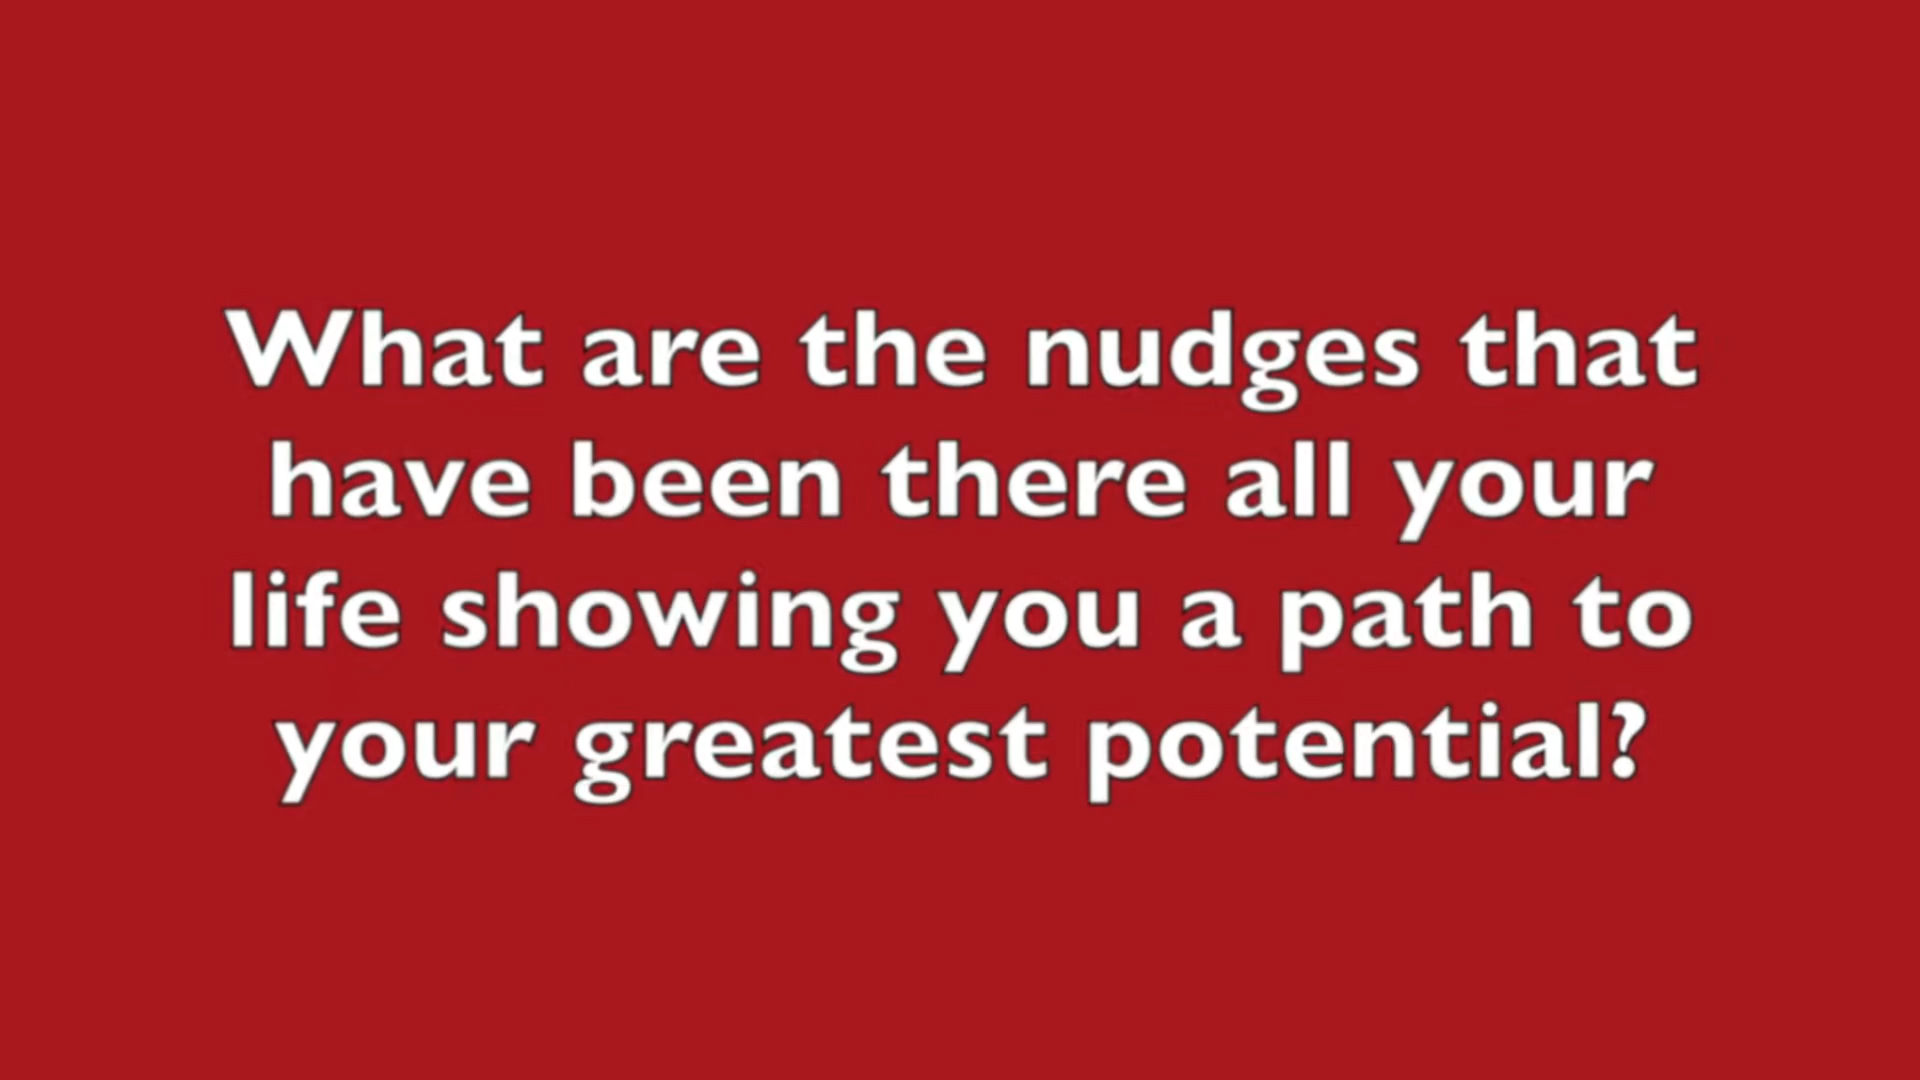 What are the nudges that
have been there all your
life showing you a path to
your greatest potential?